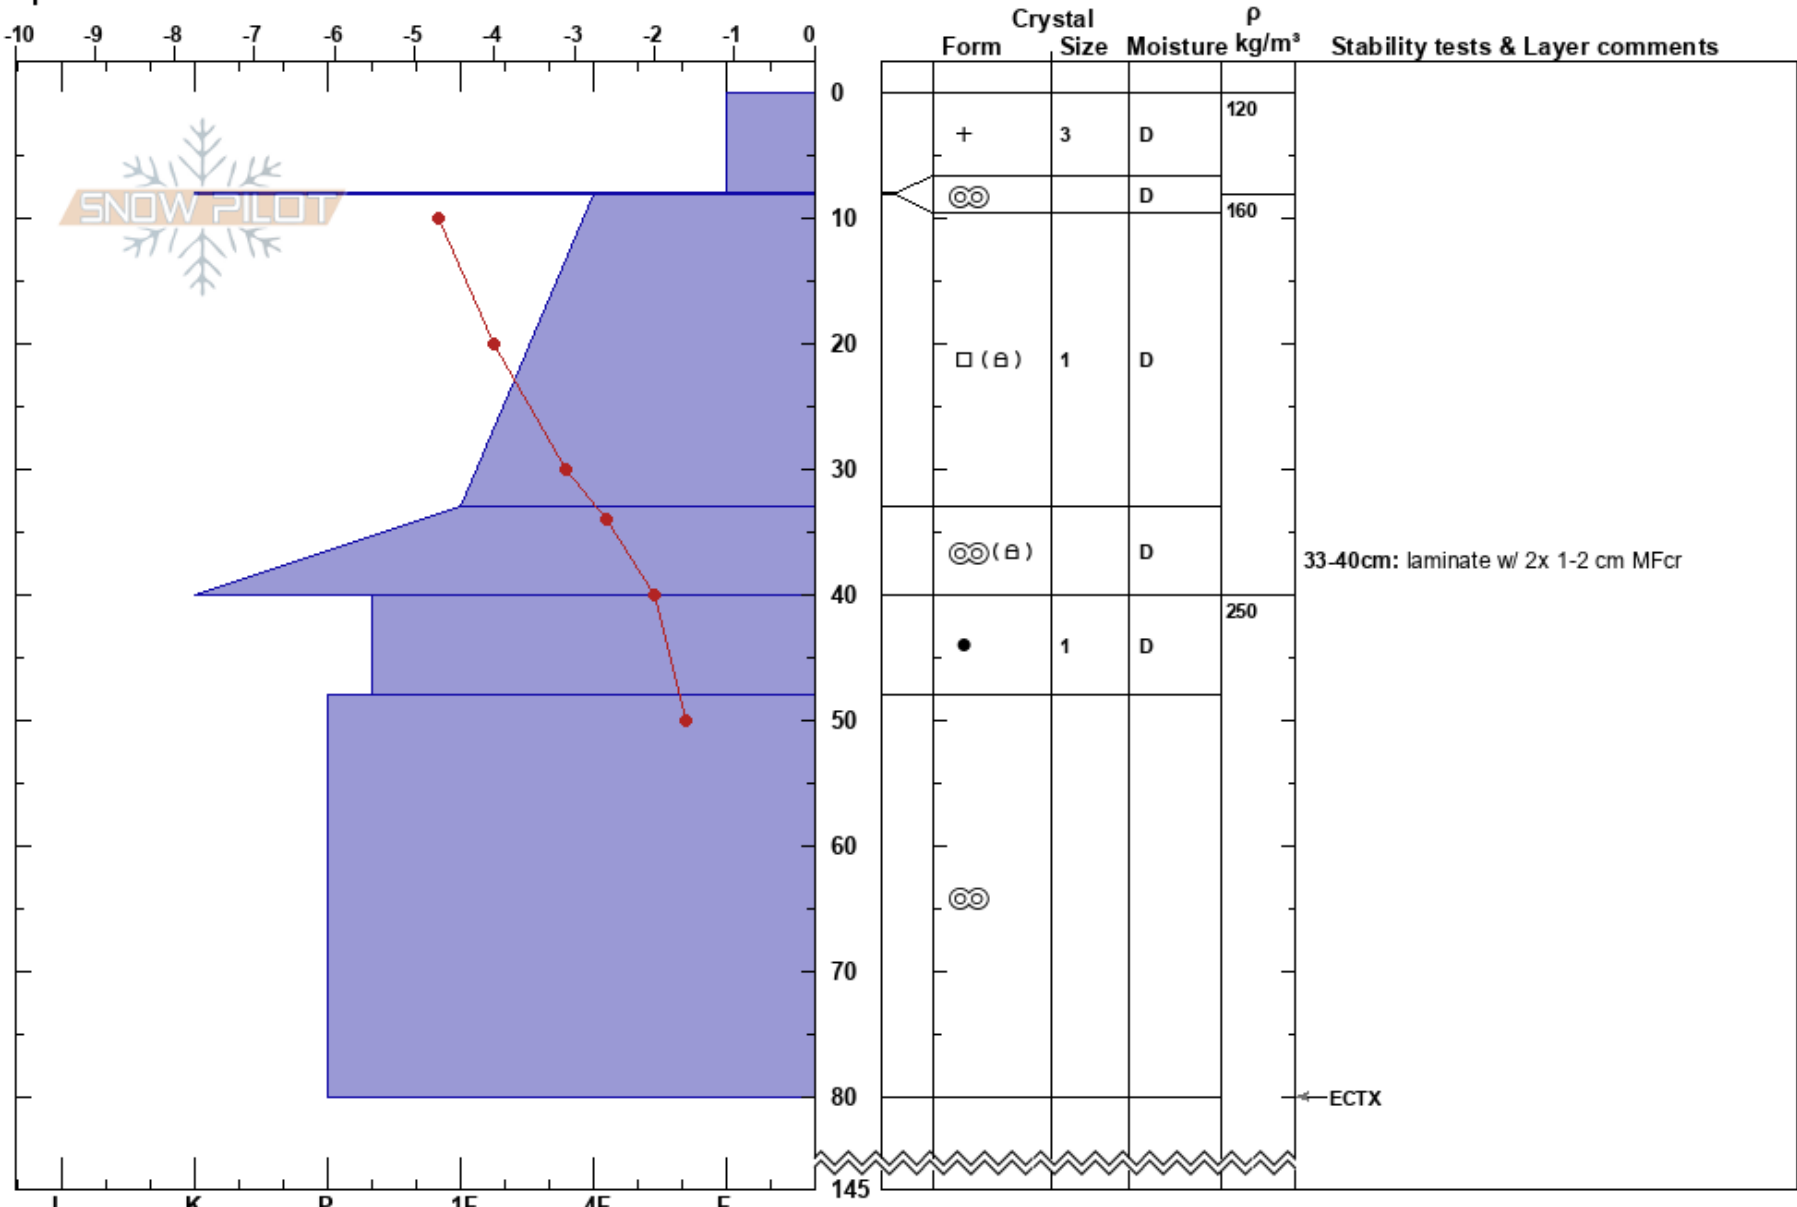 Crystal ρ
-10 -9 -8 -7 -6 -5 -4 -3 -2 -1 0
Form Size Moisture kg/m³ Stability tests & Layer comments
0
120
+ 3 D
SNOW PILOT
D
10 160
20
1 D
30
D
33-40cm: laminate w/ 2x 1-2 cm MFcr
40
250
1 D
50
60
70
80 ECTX
145
I K P 1F 4F F